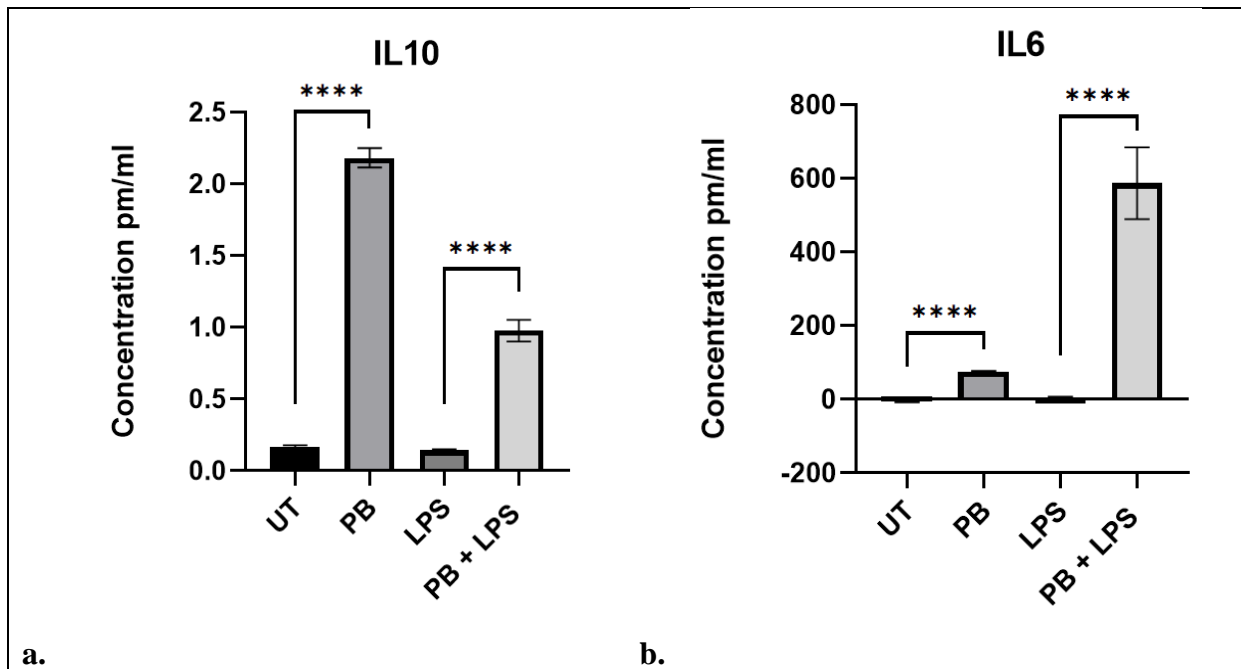 IL10
****
****
Concentration pm/ml
2.5
2.0
1.5
1.0
0.5
0.0
UT
PB
LPS
PB + LPS
a.
IL6
****
****
Concentration pm/ml
800
600
400
200
0
-200
UT
PB
LPS
PB + LPS
b.